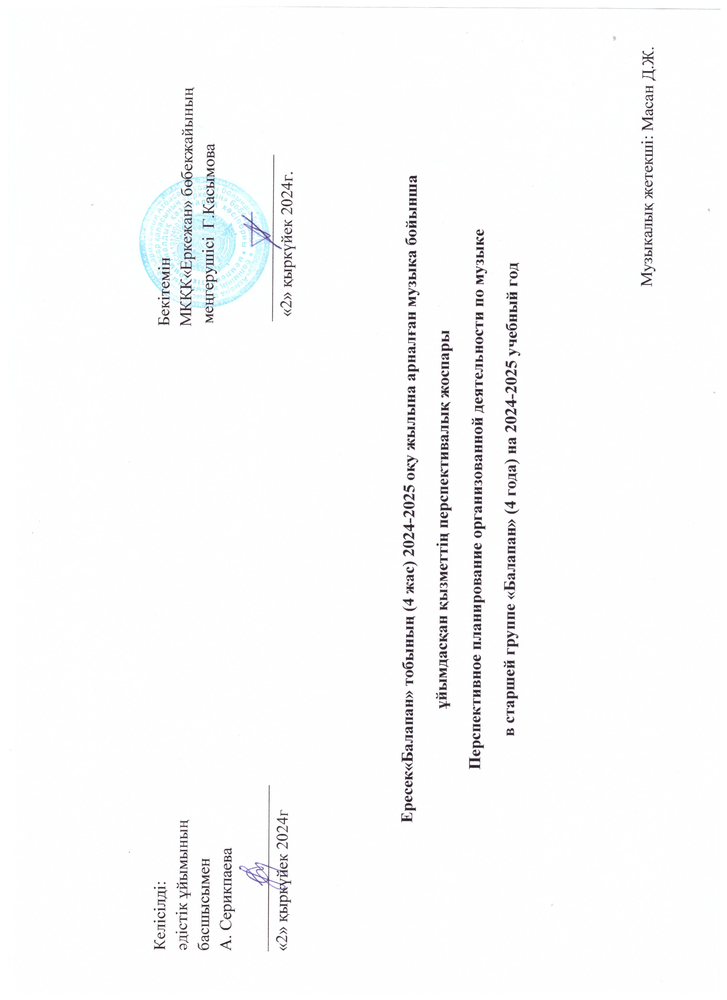 Келісілді:
әдістік ұйымының
басшысымен
А. Серикпаева
«2» қыркүйек 2024г
Бекітемін
МКҚК«Еркежан» бөбекжайының
меңгерушісі Г.Касымова
«2» қыркүйек 2024г.
Ересек«Балапан» тобының (4 жас) 2024-2025 оқу жылына арналған музыка бойынша
ұйымдасқан қызметтің перспективалық жоспары
Перспективное планирование организованной деятельности по музыке
в старшей группе «Балапан» (4 года) на 2024-2025 учебный год
Музыкалық жетекші: Масан Д.Ж.